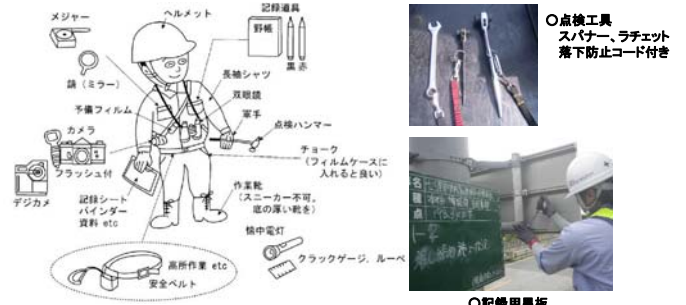 メジャー
ヘルメット
記録道具
野帳
黒赤
鏡（ミラー）
長袖シャツ
双眼鏡
予備フィルム
軍手
カメラ
点検ハンマー
フラッシュ付
チョーク
（フィルムケースに
入れると良い）
デジカメ
記録シート
バインダー
資料 etc
作業靴
（スニーカー不可。
底の厚い靴を）
懐中電灯
高所作業 etc
安全ベルト
クラックゲージ．ルーペ
○点検工具
スパナー、ラチェット
落下防止コード付き
名
種
点
○記録用黒板